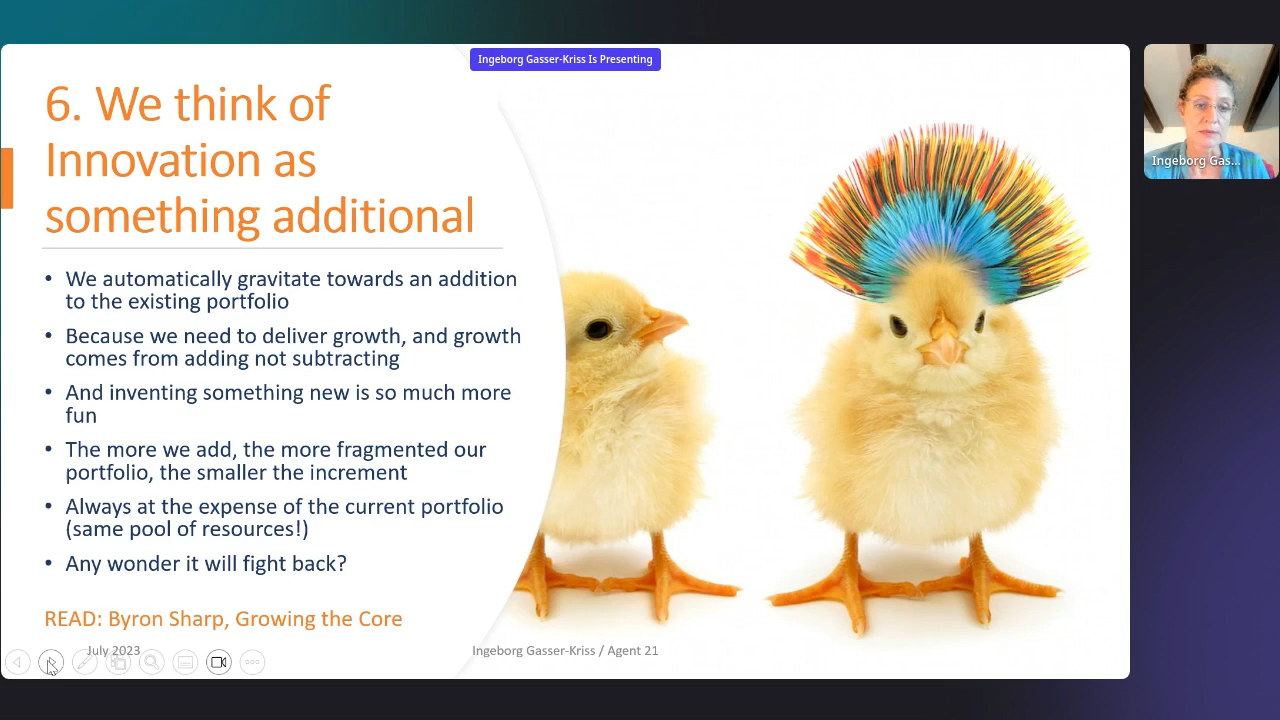 Ingeborg Gasser-Kriss Is Presenting
6. We think of
Innovation as
something additional
• We automatically gravitate towards an addition
to the existing portfolio
• Because we need to deliver growth, and growth
comes from adding not subtracting
• And inventing something new is so much more
fun
• The more we add, the more fragmented our
portfolio, the smaller the increment
• Always at the expense of the current portfolio
(same pool of resources!)
• Any wonder it will fight back?
READ: Byron Sharp, Growing the Core
July 2023
Ingeborg Gasser-Kriss / Agent 21
Ingeborg Gas...